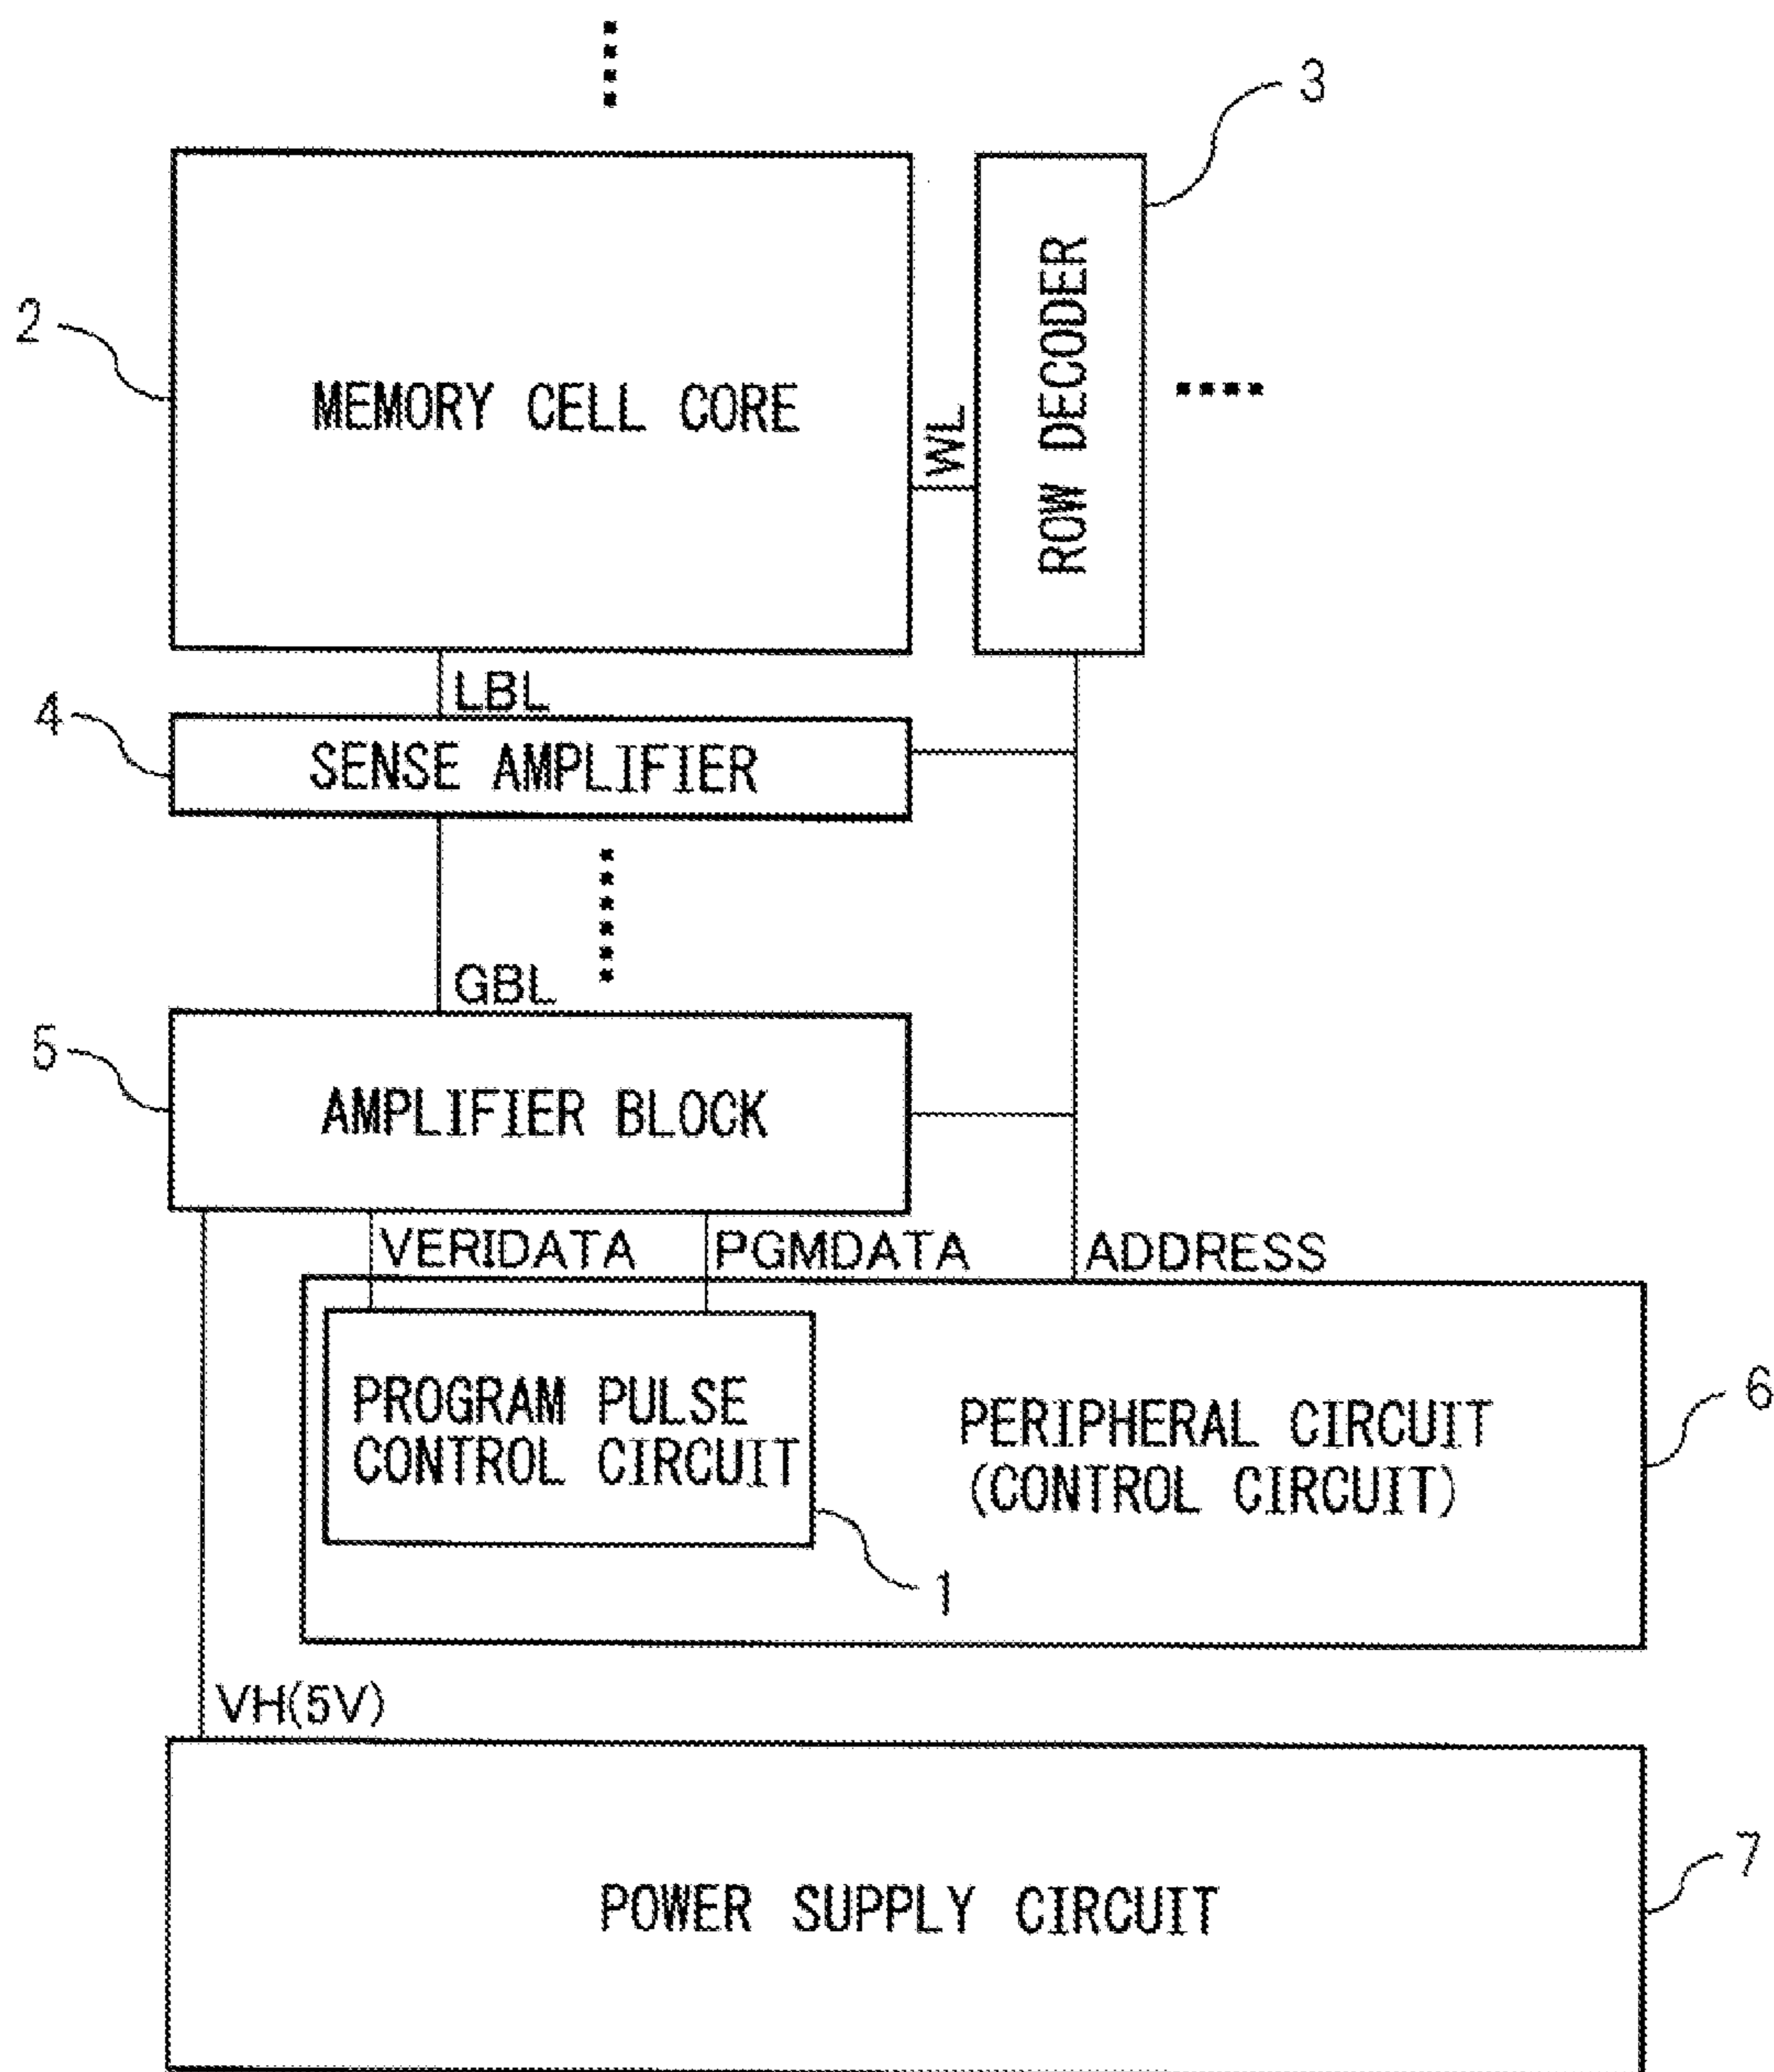 3
2
MEMORY CELL CORE
ROW DECODER
WL
LBL
4
SENSE AMPLIFIER
GBL
5
AMPLIFIER BLOCK
VERIDATA
PGMDATA
ADDRESS
PROGRAM PULSE
CONTROL CIRCUIT
PERIPHERAL CIRCUIT
(CONTROL CIRCUIT)
6
1
VH(5V)
7
POWER SUPPLY CIRCUIT